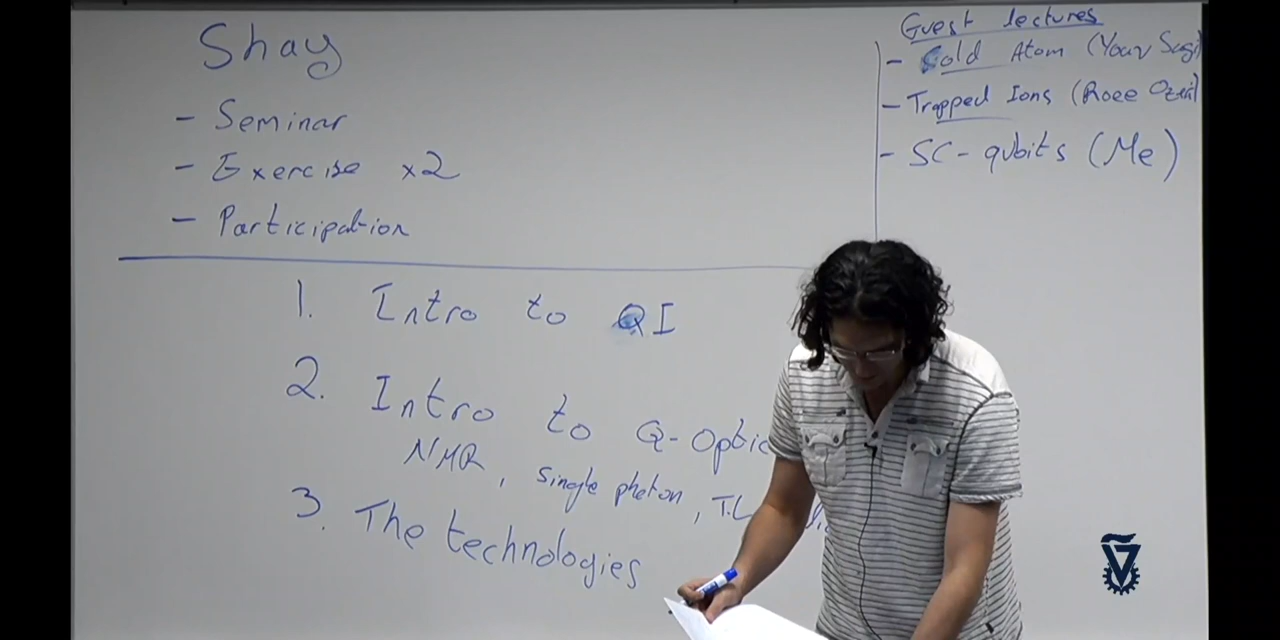 Shay
- Seminar
- Exercise x2
- Participation
Guest lectures
- Cold Atom (Yoav Sagi
- Trapped Ions (Roee Ozeri)
- SC-qubits (Me)
1. Intro to QI
2. Intro to Q-Optic
NMR, Single photon,
3. The technologies